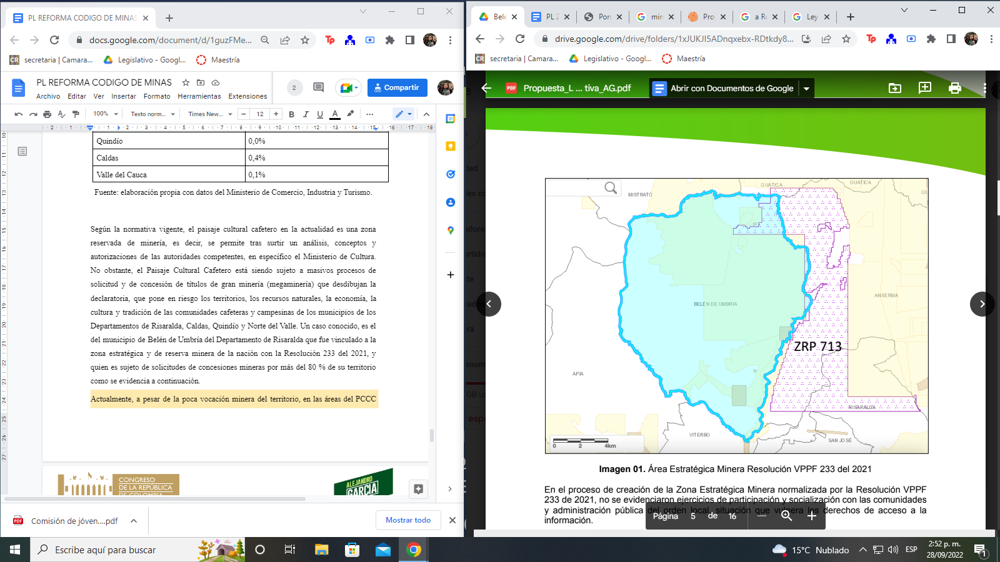 PL REFORMA CODIGO DE MINAS
docs.google.com/document/d/1guzFMe...
secretaria | Camara...
Legislativo - Googl...
Maestría
PL REFORMA CODIGO DE MINAS
Archivo Editar Ver Insertar Formato Herramientas Extensiones
2
Compartir
100%
Texto norm...
Times New...
12
Quindío 0,0%
Caldas 0,4%
Valle del Cauca 0,1%
Fuente: elaboración propia con datos del Ministerio de Comercio, Industria y Turismo.
Según la normativa vigente, el paisaje cultural cafetero en la actualidad es una zona
reservada de minería, es decir, se permite tras surtir un análisis, conceptos y
autorizaciones de las autoridades competentes, en específico el Ministerio de Cultura.
No obstante, el Paisaje Cultural Cafetero está siendo sujeto a masivos procesos de
solicitud y de concesión de títulos de gran minería (megaminería) que desdibujan la
declaratoria, que pone en riesgo los territorios, los recursos naturales, la economía, la
cultura y tradición de las comunidades cafeteras y campesinas de los municipios de los
Departamentos de Risaralda, Caldas, Quindío y Norte del Valle. Un caso conocido, es el
del municipio de Belén de Umbría del Departamento de Risaralda que fue vinculado a la
zona estratégica y de reserva minera de la nación con la Resolución 233 del 2021, y
quien es sujeto de solicitudes de concesiones mineras por más del 80 % de su territorio
como se evidencia a continuación.
Actualmente, a pesar de la poca vocación minera del territorio, en las áreas del PCCC
CONGRESO
DE LA REPÚBLICA
DE COLOMBIA
ALEJANDRO
GARCÍA
Comisión de jóven....pdf
Mostrar todo
Belé
PL 2
Pon
min
Pro
a Re
Ley
drive.google.com/drive/folders/1xJUKJI5ADnqxebx-RDtkdy8...
secretaria | Camara...
Legislativo - Googl...
Maestría
PDF
Propuesta_L ... tiva_AG.pdf
Abrir con Documentos de Google
GUATICA
GUATICA
MISTRATÓ
ANSERMA
BELÉN DE UMBRÍA
ZRP 713
APÍA
RISARALDA
VITERBO
SAN JOSÉ
0 2 4km
Imagen 01. Área Estratégica Minera Resolución VPPF 233 del 2021
En el proceso de creación de la Zona Estratégica Minera normalizada por la Resolución VPPF
233 de 2021, no se evidenciaron ejercicios de participación y socialización con las comunidades
y administración pública del orden local, situación que vulnera los derechos de acceso a la
información.
Página 5 de 16
Escribe aquí para buscar
15°C Nublado
ESP
2:52 p. m.
28/09/2022
1